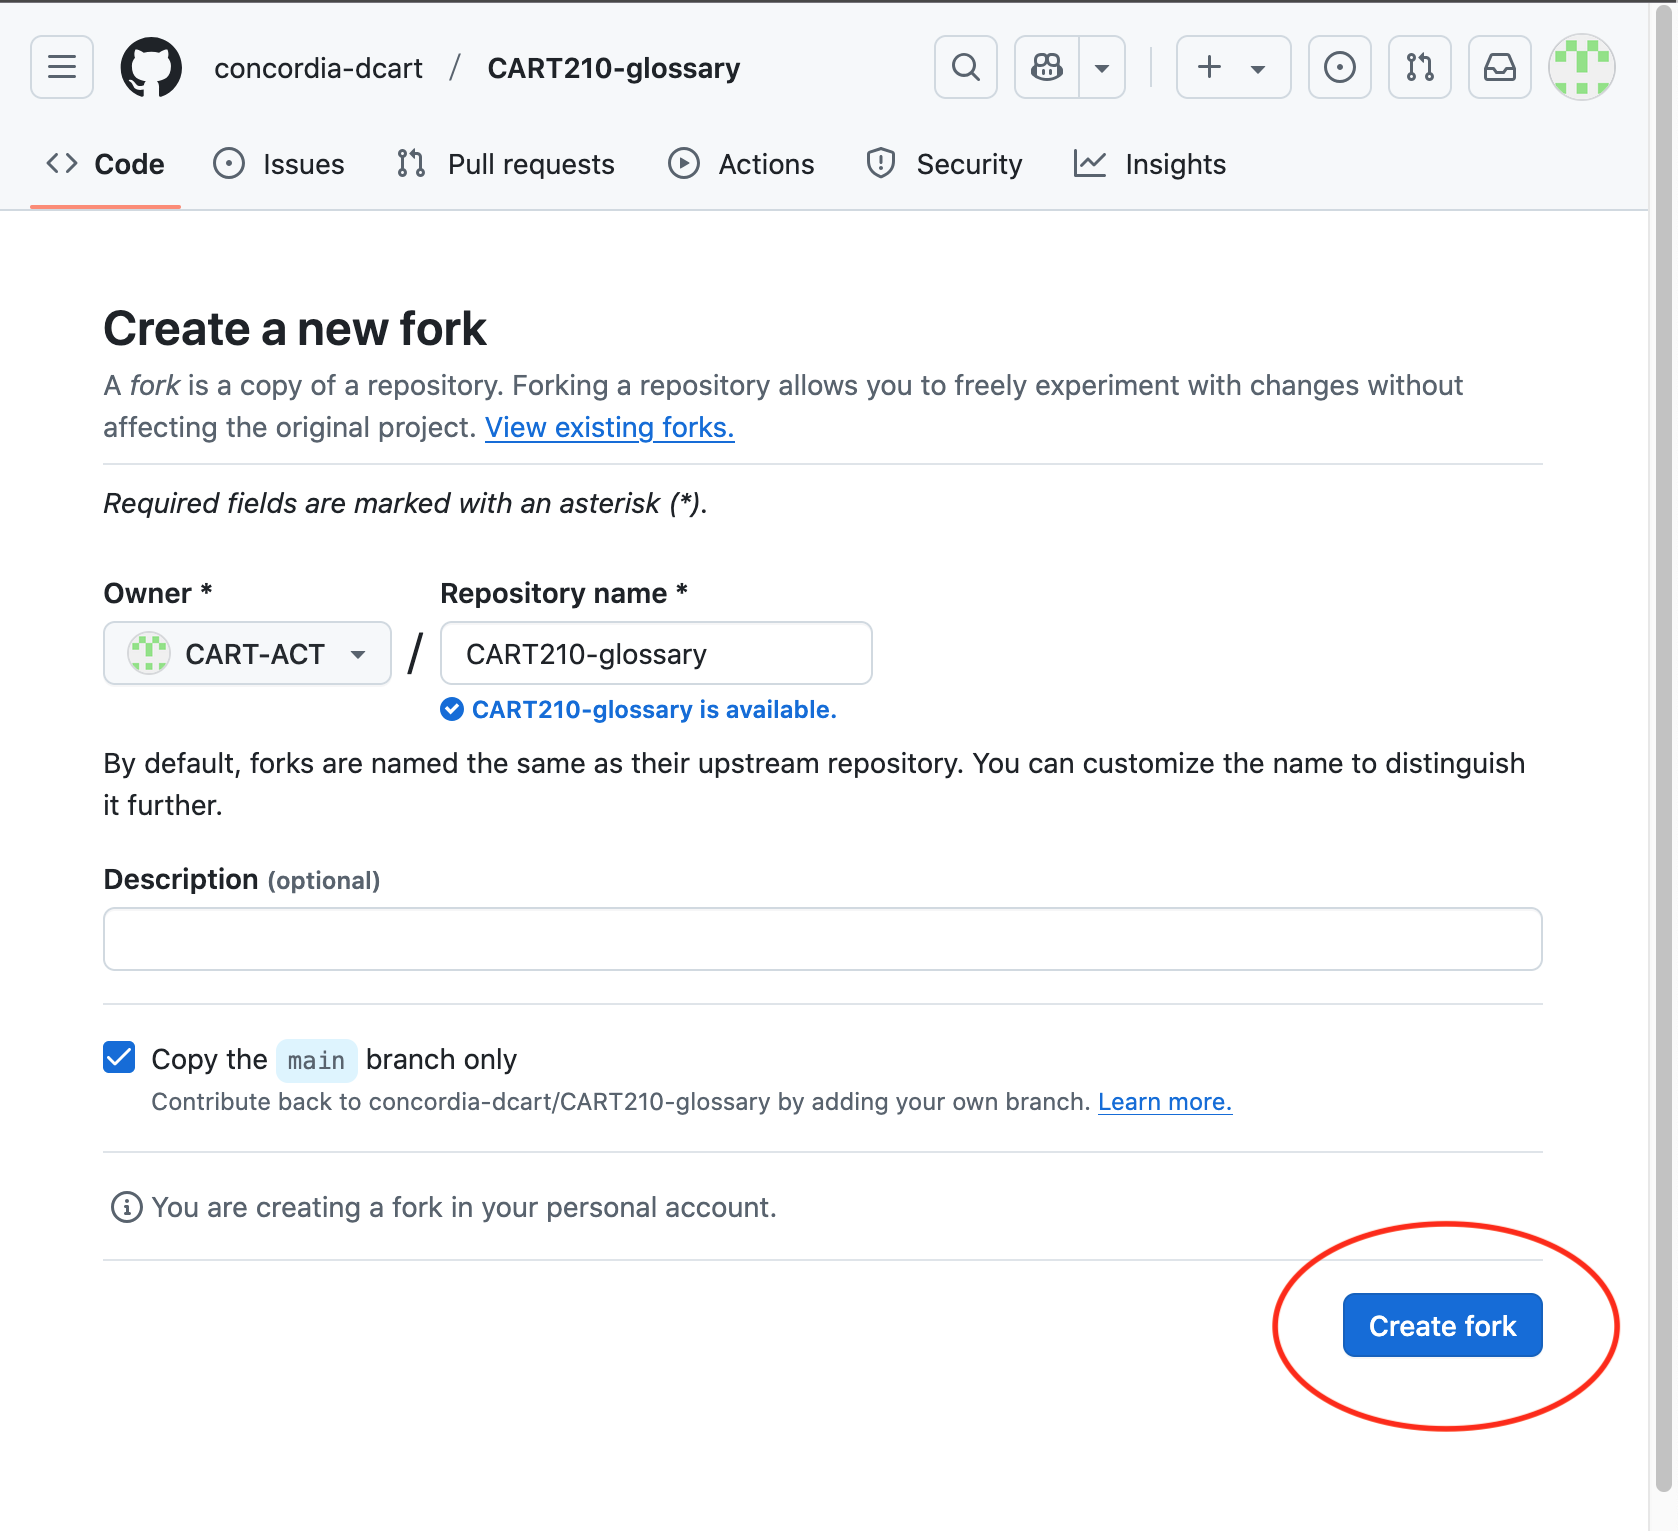 concordia-dcart / CART210-glossary
Code Issues Pull requests Actions Security Insights
Create a new fork
A fork is a copy of a repository. Forking a repository allows you to freely experiment with changes without
affecting the original project. View existing forks.
Required fields are marked with an asterisk (*).
Owner * Repository name *
CART-ACT / CART210-glossary
CART210-glossary is available.
By default, forks are named the same as their upstream repository. You can customize the name to distinguish
it further.
Description (optional)
Copy the main branch only
Contribute back to concordia-dcart/CART210-glossary by adding your own branch. Learn more.
You are creating a fork in your personal account.
Create fork